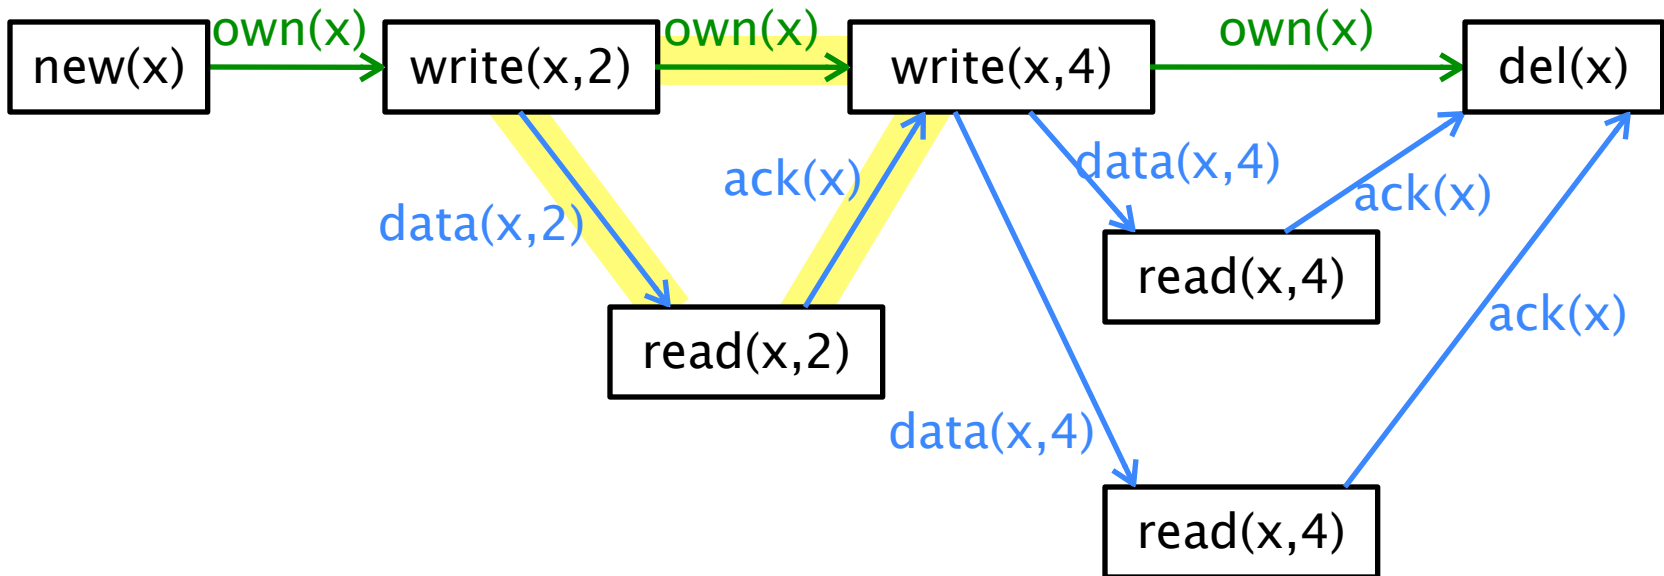 own(x)
own(x)
own(x)
new(x)
write(x,2)
write(x,4)
del(x)
data(x,4)
ack(x)
ack(x)
data(x,2)
read(x,4)
ack(x)
read(x,2)
data(x,4)
read(x,4)